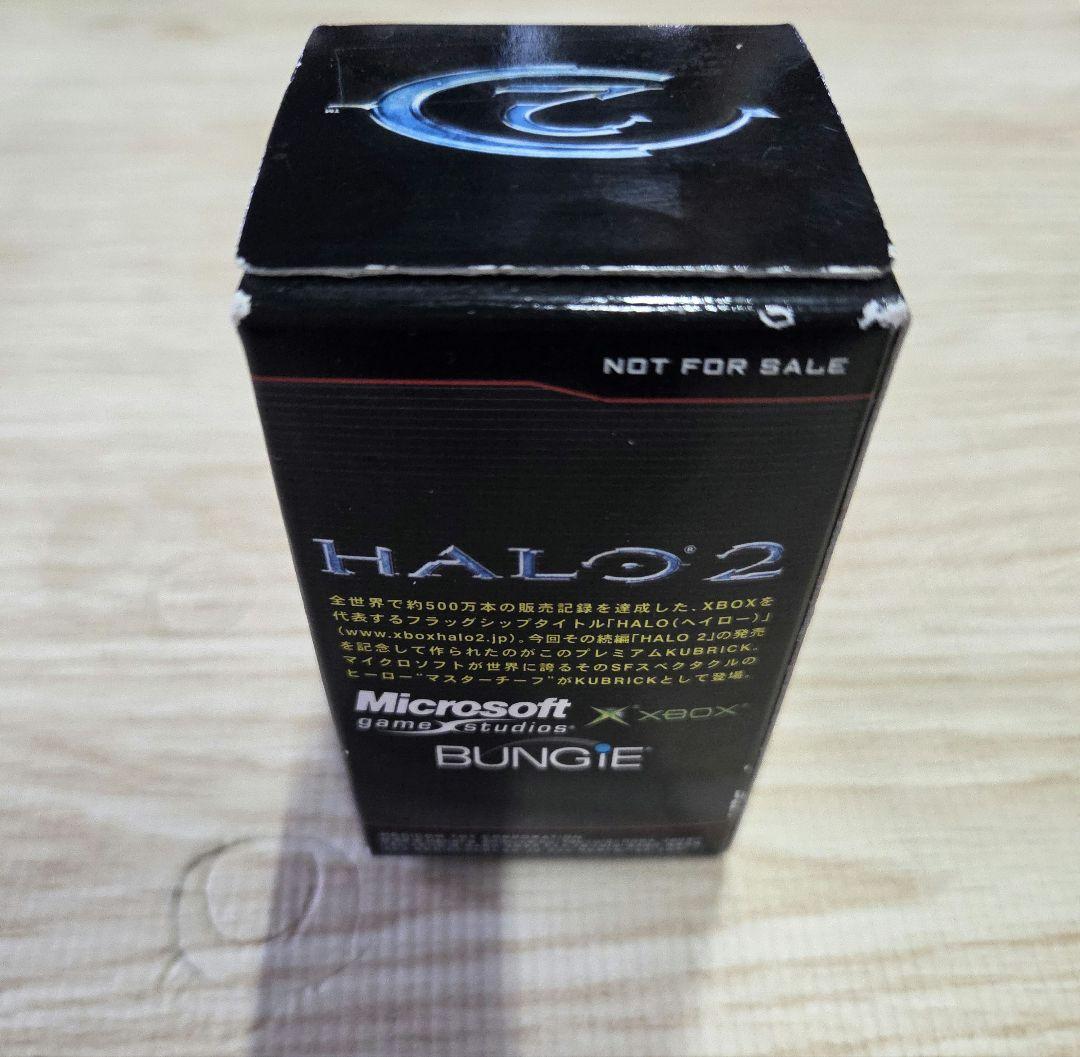 2
TM
NOT FOR SALE
HALO® 2
全世界で約500万本の販売記録を達成した、XBOXを
代表するフラッグシップタイトル「HALO(ヘイロー)」
(www.xboxhalo2.jp)。今回その続編「HALO 2」の発売
を記念して作られたのがこのプレミアムKUBRICK。
マイクロソフトが世界に誇るそのSFスペクタクルの
ヒーロー"マスターチーフ"がKUBRICKとして登場。
Microsoft
game studios
XBOX
BUNGiE
MEDICOM TOY CORPORATION